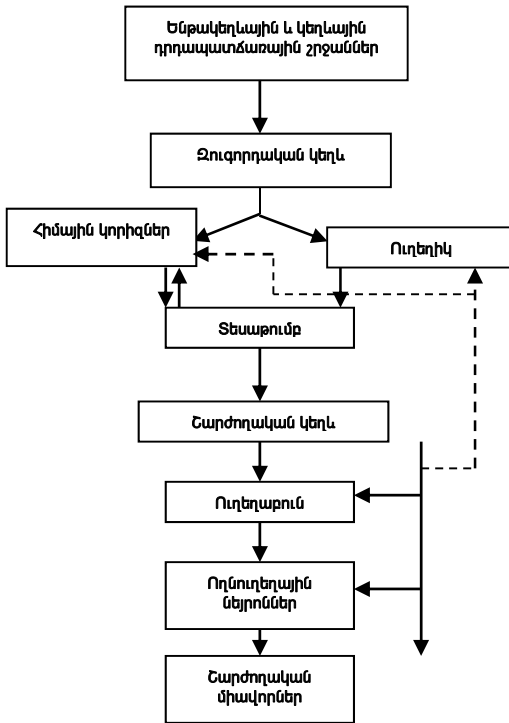 Ենթակեղևային և կեղևային
դրդապատճառային շրջաններ
Զուգորդական կեղև
Հիմային կորիզներ
Ուղեղիկ
Տեսաթումբ
Շարժողական կեղև
Ուղեղաբուն
Ողնուղեղային
նեյրոններ
Շարժողական
միավորներ